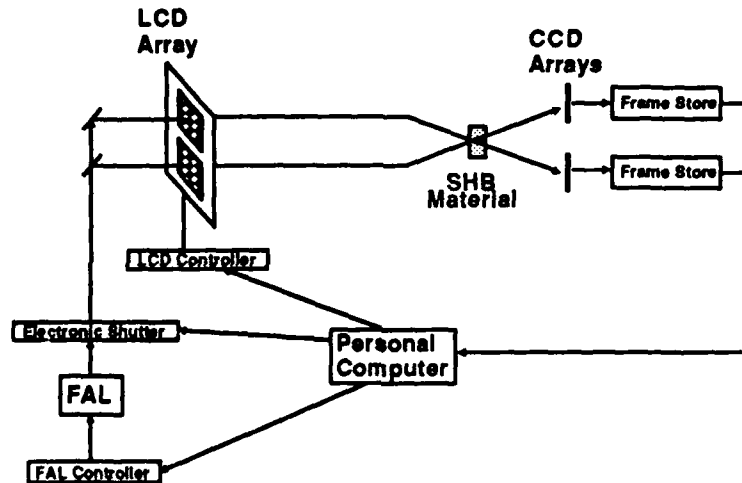 LCD
Array
CCD
Arrays
Frame Store
Frame Store
SHB
Material
LCD Controller
Electronic Shutter
Personal
Computer
FAL
FAL Controller